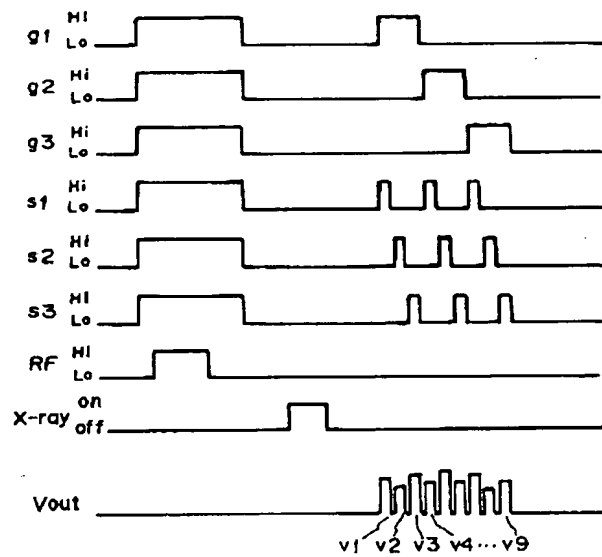 g1 HI
Lo
g2 Hi
Lo
g3 Hi
Lo
s1 Hi
Lo
s2 HI
Lo
s3 HI
Lo
RF HI
Lo
X-ray on
off
Vout
v1 v2 v3 v4...v9